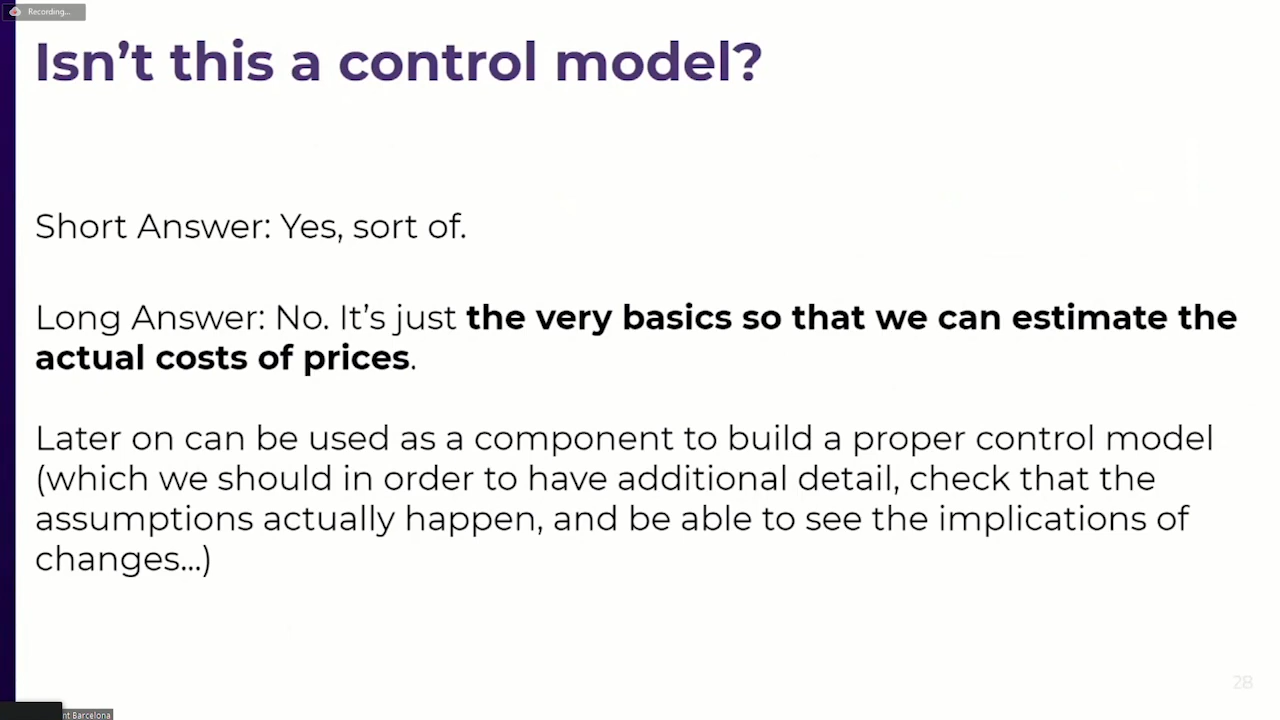 Recording...
Isn’t this a control model?
Short Answer: Yes, sort of.
Long Answer: No. It’s just the very basics so that we can estimate the
actual costs of prices.
Later on can be used as a component to build a proper control model
(which we should in order to have additional detail, check that the
assumptions actually happen, and be able to see the implications of
changes...)
28
Barcelona